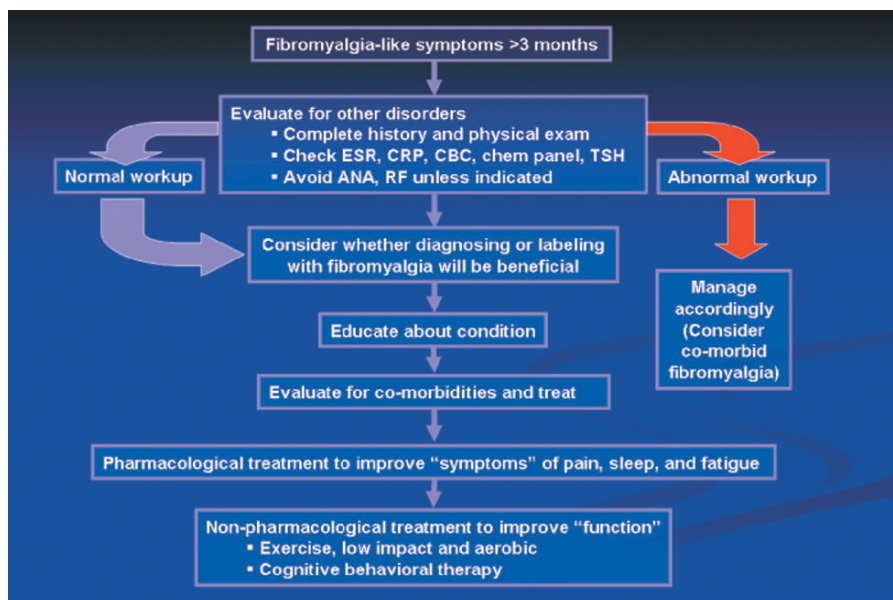 Fibromyalgia-like symptoms >3 months
Evaluate for other disorders
▪ Complete history and physical exam
▪ Check ESR, CRP, CBC, chem panel, TSH
▪ Avoid ANA, RF unless indicated
Normal workup
Abnormal workup
Consider whether diagnosing or labeling
with fibromyalgia will be beneficial
Manage
accordingly
(Consider
co-morbid
fibromyalgia)
Educate about condition
Evaluate for co-morbidities and treat
Pharmacological treatment to improve “symptoms” of pain, sleep, and fatigue
Non-pharmacological treatment to improve “function”
▪ Exercise, low impact and aerobic
▪ Cognitive behavioral therapy